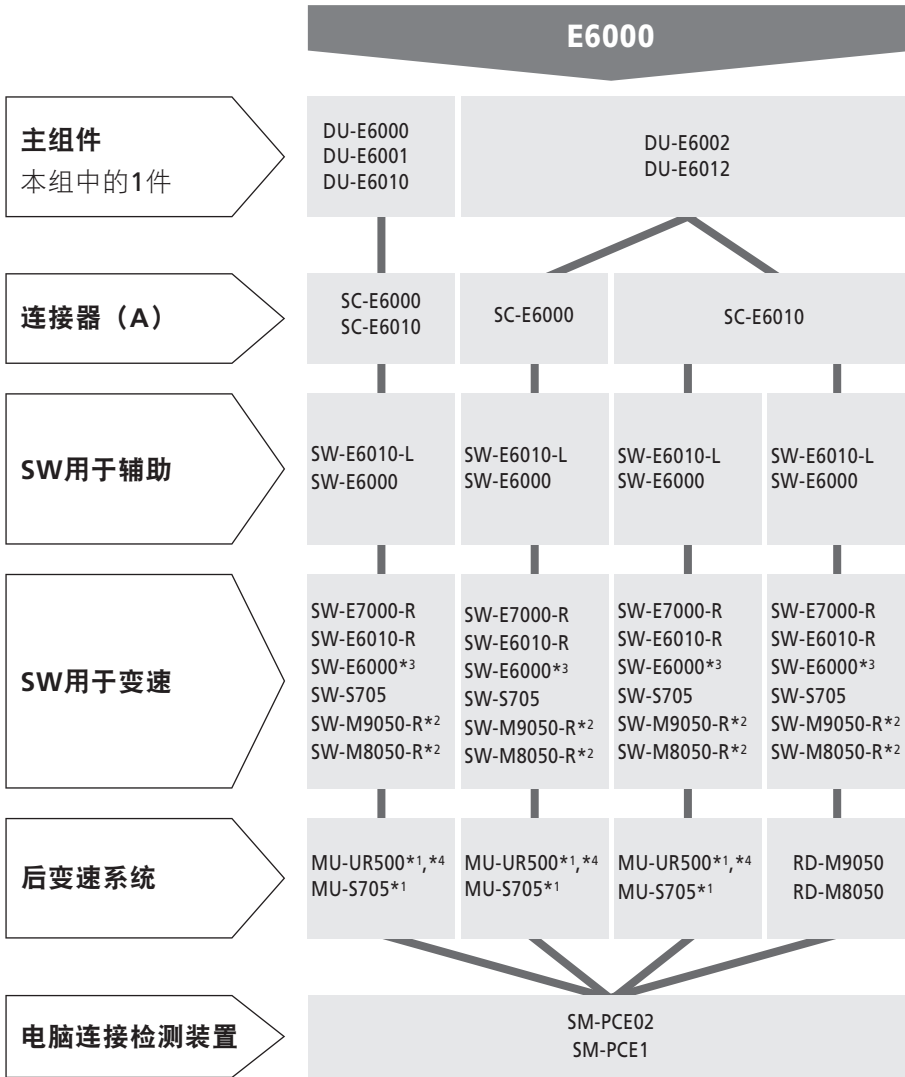 E6000
主组件
本组中的1件
DU-E6000
DU-E6001
DU-E6010
DU-E6002
DU-E6012
连接器（A）
SC-E6000
SC-E6010
SC-E6000
SC-E6010
SW用于辅助
SW-E6010-L
SW-E6000
SW-E6010-L
SW-E6000
SW-E6010-L
SW-E6000
SW-E6010-L
SW-E6000
SW用于变速
SW-E7000-R
SW-E6010-R
SW-E6000*3
SW-S705
SW-M9050-R*2
SW-M8050-R*2
SW-E7000-R
SW-E6010-R
SW-E6000*3
SW-S705
SW-M9050-R*2
SW-M8050-R*2
SW-E7000-R
SW-E6010-R
SW-E6000*3
SW-S705
SW-M9050-R*2
SW-M8050-R*2
SW-E7000-R
SW-E6010-R
SW-E6000*3
SW-S705
SW-M9050-R*2
SW-M8050-R*2
后变速系统
MU-UR500*1,*4
MU-S705*1
MU-UR500*1,*4
MU-S705*1
MU-UR500*1,*4
MU-S705*1
RD-M9050
RD-M8050
电脑连接检测装置
SM-PCE02
SM-PCE1